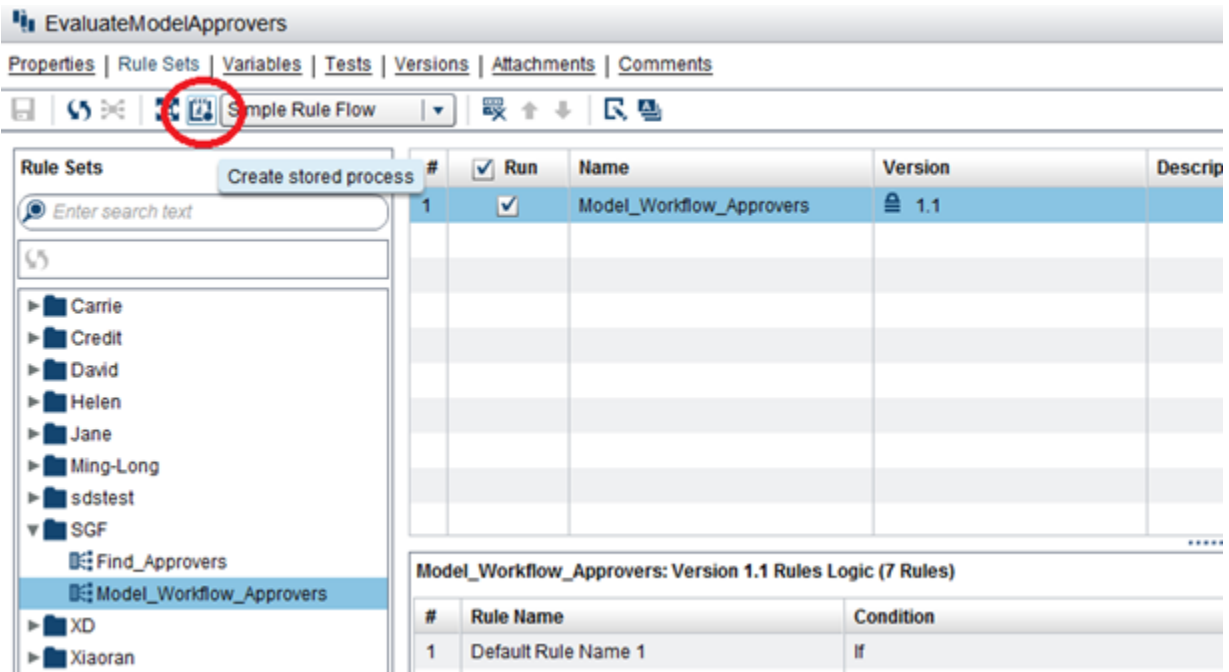 EvaluateModelApprovers
Properties | Rule Sets | Variables | Tests | Versions | Attachments | Comments
Simple Rule Flow
Create stored process
Rule Sets
Enter search text
Carrie
Credit
David
Helen
Jane
Ming-Long
sdstest
SGF
Find_Approvers
Model_Workflow_Approvers
XD
Xiaoran
# Run Name Version Descrip
1 Model_Workflow_Approvers 1.1
Model_Workflow_Approvers: Version 1.1 Rules Logic (7 Rules)
# Rule Name Condition
1 Default Rule Name 1 If